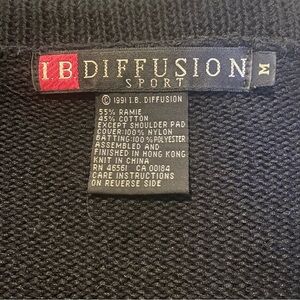 I.B. DIFFUSION
SPORT
M
© 1991 I.B. DIFFUSION
55% RAMIE
45% COTTON
EXCEPT SHOULDER PAD
COVER:100% NYLON
BATTING:100% POLYESTER
ASSEMBLED AND
FINISHED IN HONG KONG
KNIT IN CHINA
RN 46561 CA 00184
CARE INSTRUCTIONS
ON REVERSE SIDE